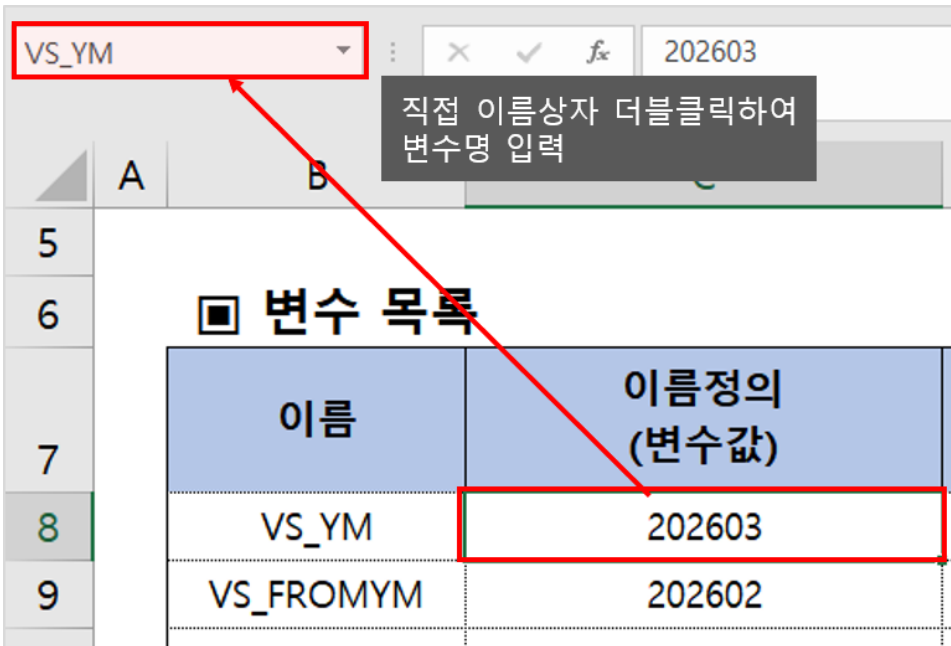 VS_YM fx 202603
직접 이름상자 더블클릭하여
변수명 입력
A B C
5
6 ▣ 변수 목록
7 이름 이름정의
(변수값)
8 VS_YM 202603
9 VS_FROMYM 202602